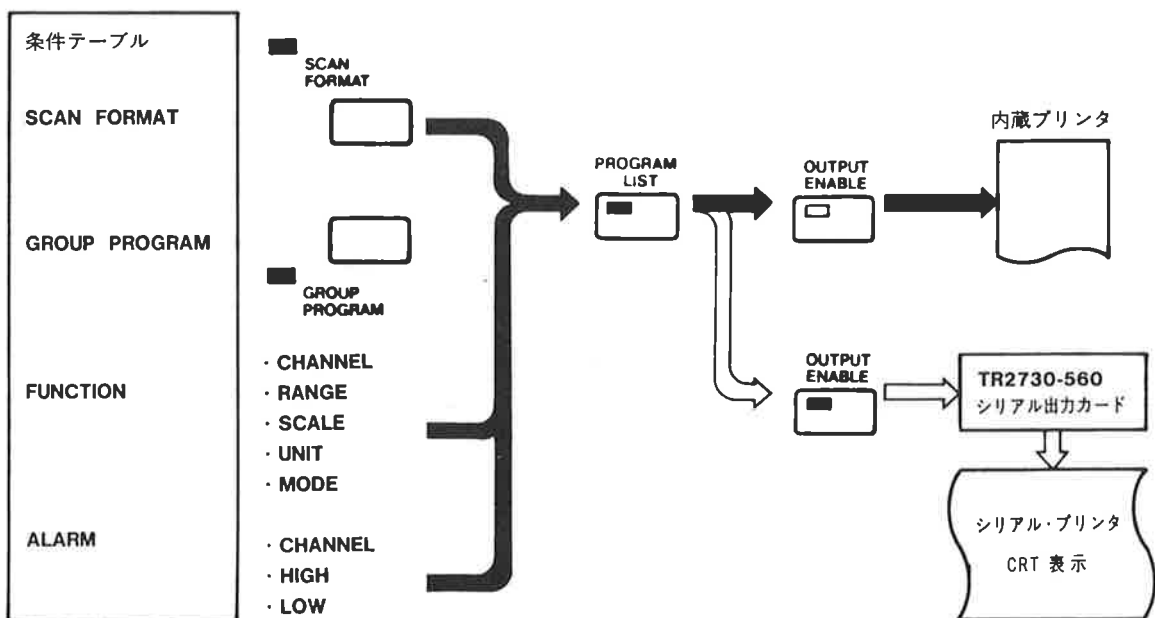 条件テーブル
SCAN FORMAT
GROUP PROGRAM
FUNCTION
ALARM
SCAN
FORMAT
GROUP
PROGRAM
· CHANNEL
· RANGE
· SCALE
· UNIT
· MODE
· CHANNEL
· HIGH
· LOW
PROGRAM
LIST
OUTPUT
ENABLE
内蔵プリンタ
OUTPUT
ENABLE
TR2730-560
シリアル出力カード
シリアル・プリンタ
CRT 表示